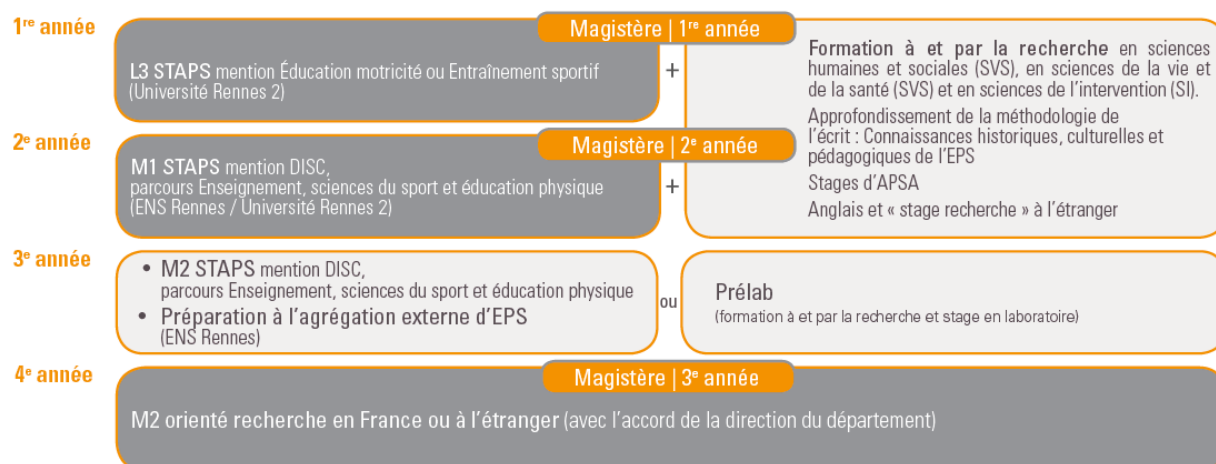 1re année
Magistère | 1re année
L3 STAPS mention Éducation motricité ou Entraînement sportif
(Université Rennes 2)
+
Formation à et par la recherche en sciences
humaines et sociales (SVS), en sciences de la vie et
de la santé (SVS) et en sciences de l'intervention (SI).
Approfondissement de la méthodologie de
l'écrit : Connaissances historiques, culturelles et
pédagogiques de l'EPS
Stages d'APSA
Anglais et « stage recherche » à l'étranger
2e année
Magistère | 2e année
M1 STAPS mention DISC,
parcours Enseignement, sciences du sport et éducation physique
(ENS Rennes / Université Rennes 2)
+
3e année
• M2 STAPS mention DISC,
parcours Enseignement, sciences du sport et éducation physique
• Préparation à l'agrégation externe d'EPS
(ENS Rennes)
ou
Prélab
(formation à et par la recherche et stage en laboratoire)
4e année
Magistère | 3e année
M2 orienté recherche en France ou à l'étranger (avec l'accord de la direction du département)